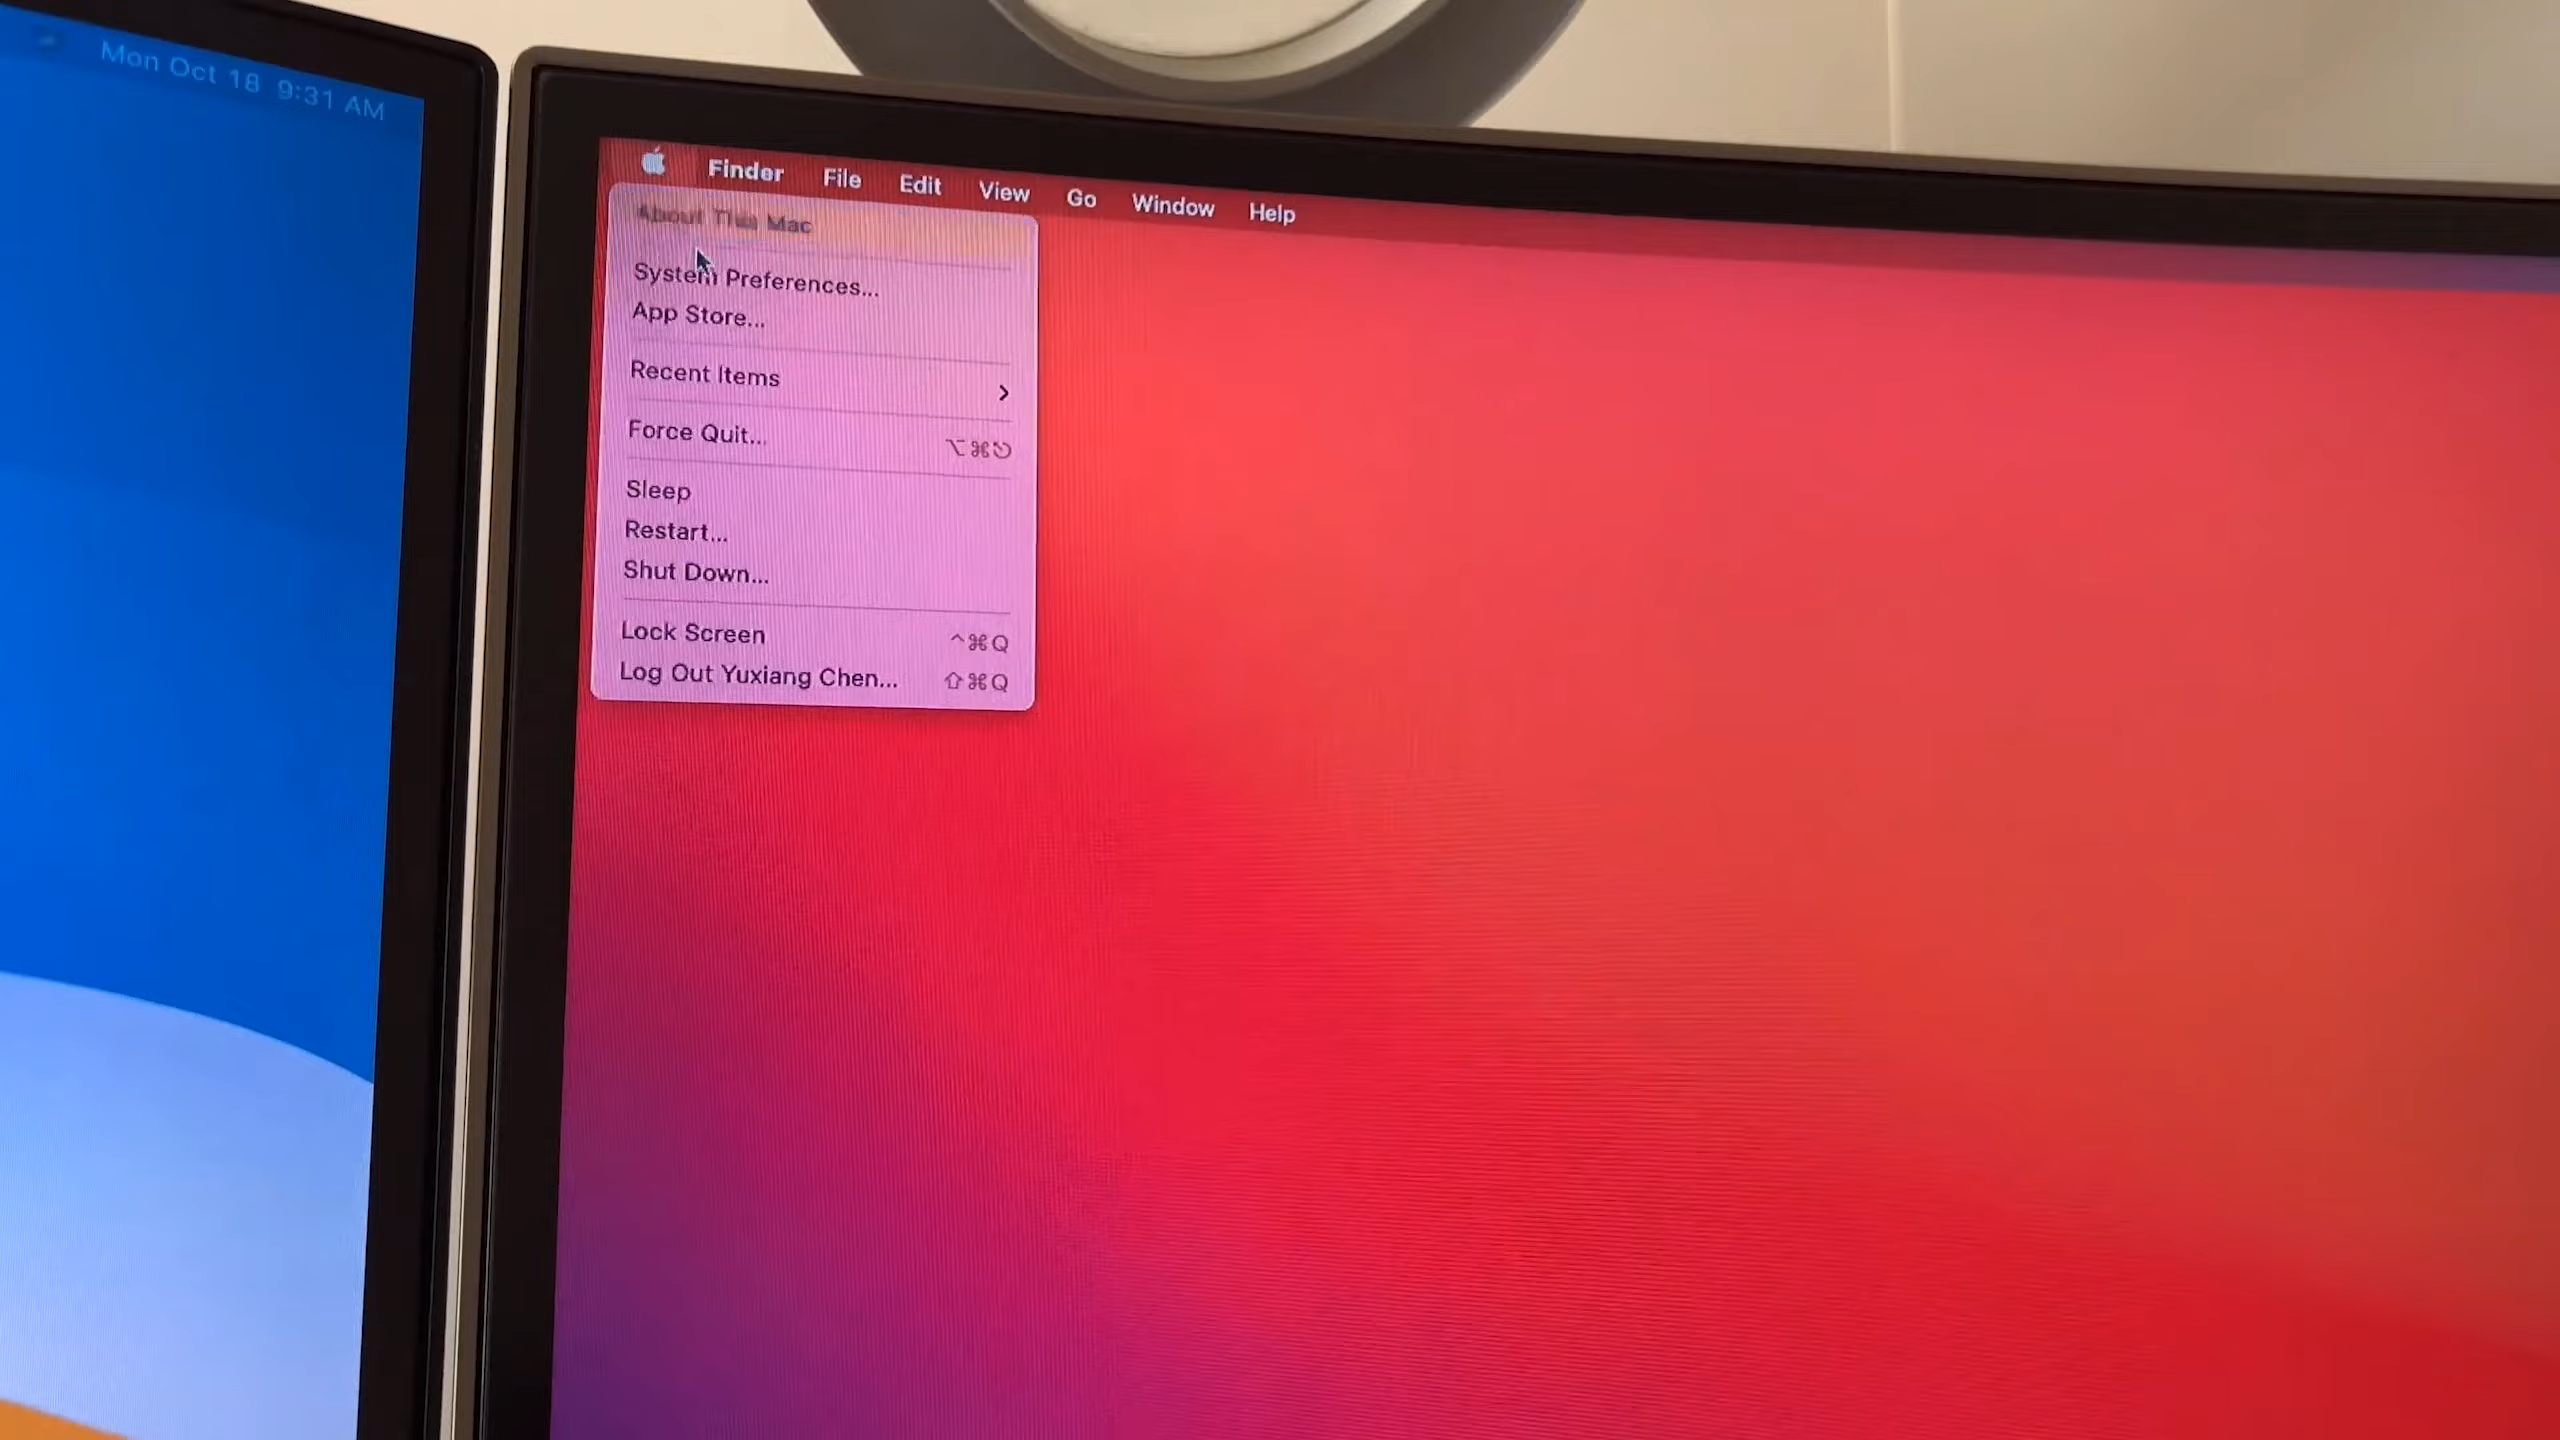 Mon Oct 18 9:31 AM
Finder File Edit View Go Window Help
About This Mac
System Preferences...
App Store...
Recent Items >
Force Quit... ⌥⌘⎋
Sleep
Restart...
Shut Down...
Lock Screen ^⌘Q
Log Out Yuxiang Chen... ⇧⌘Q